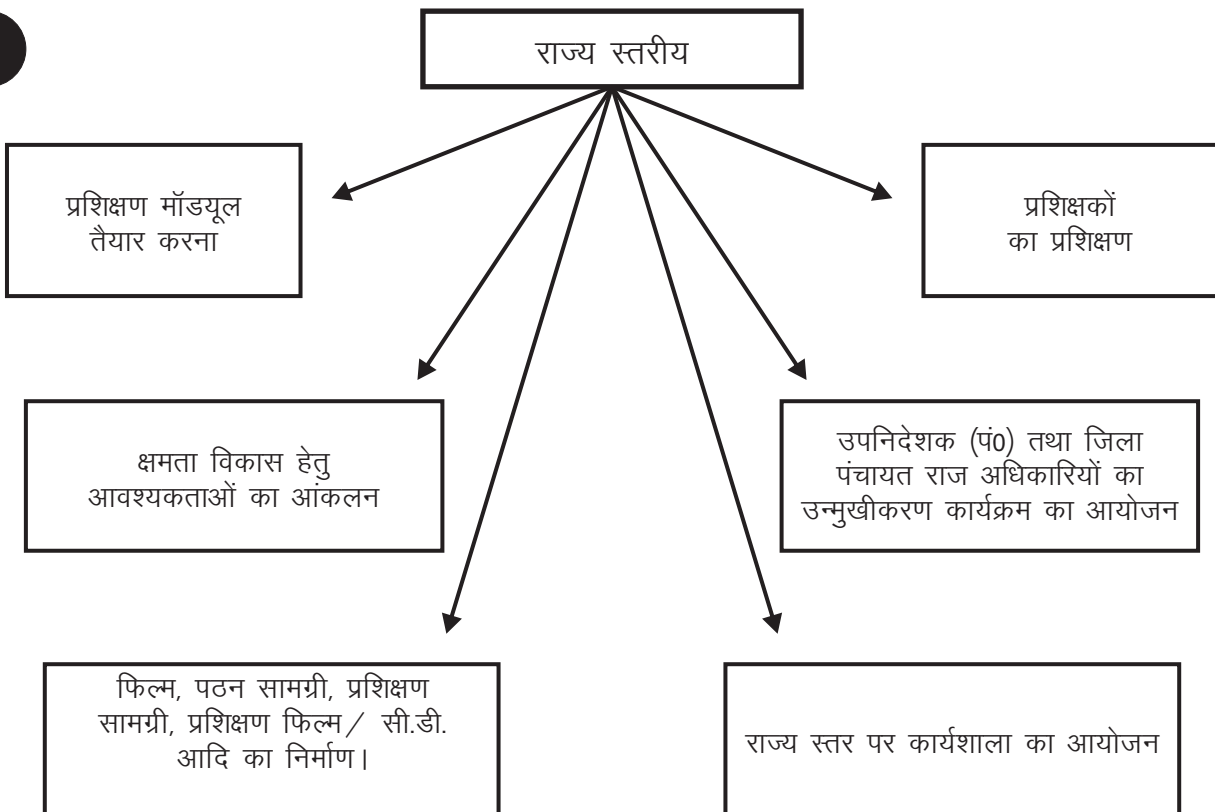 राज्य स्तरीय
प्रशिक्षण मॉडयूल
तैयार करना
प्रशिक्षकों
का प्रशिक्षण
क्षमता विकास हेतु
आवश्यकताओं का आंकलन
उपनिदेशक (पं0) तथा जिला
पंचायत राज अधिकारियों का
उन्मुखीकरण कार्यक्रम का आयोजन
फिल्म, पठन सामग्री, प्रशिक्षण
सामग्री, प्रशिक्षण फिल्म / सी.डी.
आदि का निर्माण।
राज्य स्तर पर कार्यशाला का आयोजन